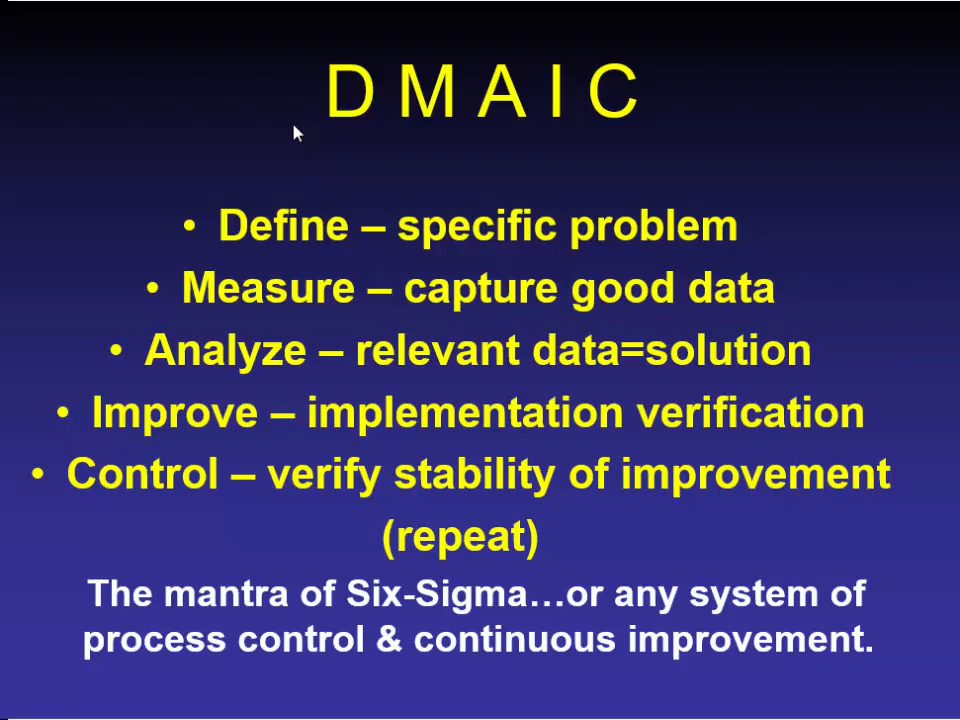 D M A I C
• Define – specific problem
• Measure – capture good data
• Analyze – relevant data=solution
• Improve – implementation verification
• Control – verify stability of improvement
(repeat)
The mantra of Six-Sigma…or any system of
process control & continuous improvement.